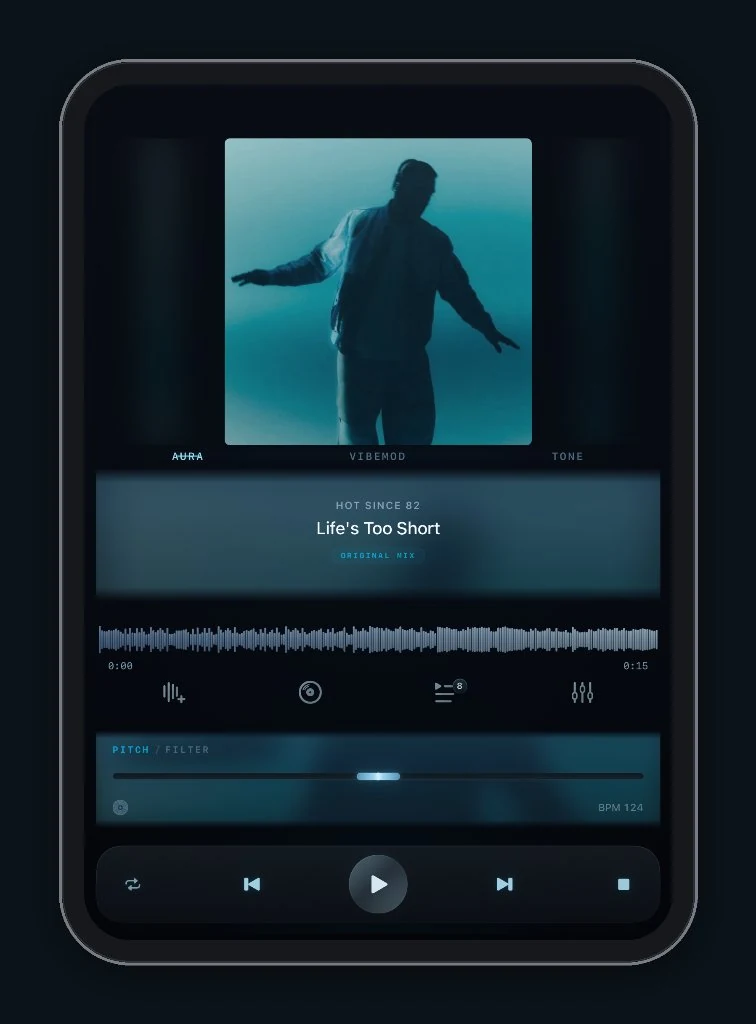 AURA VIBEMOD TONE
HOT SINCE 82
Life's Too Short
ORIGINAL MIX
0:00 0:15
8
PITCH / FILTER
BPM 124